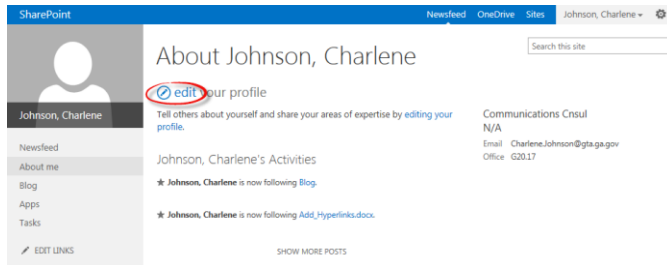 SharePoint
Newsfeed OneDrive Sites Johnson, Charlene
Search this site
About Johnson, Charlene
edit your profile
Tell others about yourself and share your areas of expertise by editing your
profile.
Johnson, Charlene's Activities
Johnson, Charlene is now following Blog.
Johnson, Charlene is now following Add_Hyperlinks.docx.
SHOW MORE POSTS
Communications Cnsul
N/A
Email CharleneJohnson@gta.ga.gov
Office G20.17
Johnson, Charlene
Newsfeed
About me
Blog
Apps
Tasks
EDIT LINKS